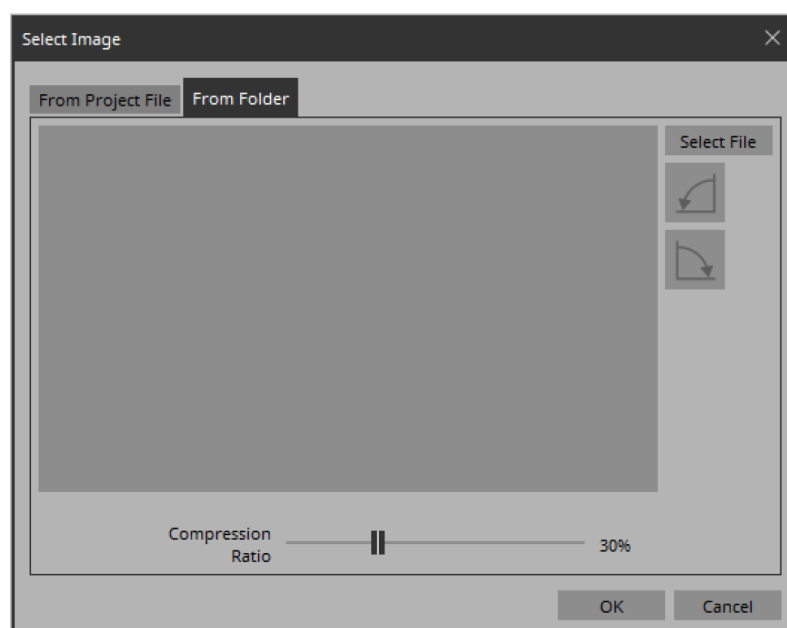 Select Image
From Project File
From Folder
Select File
Compression
Ratio
30%
OK
Cancel